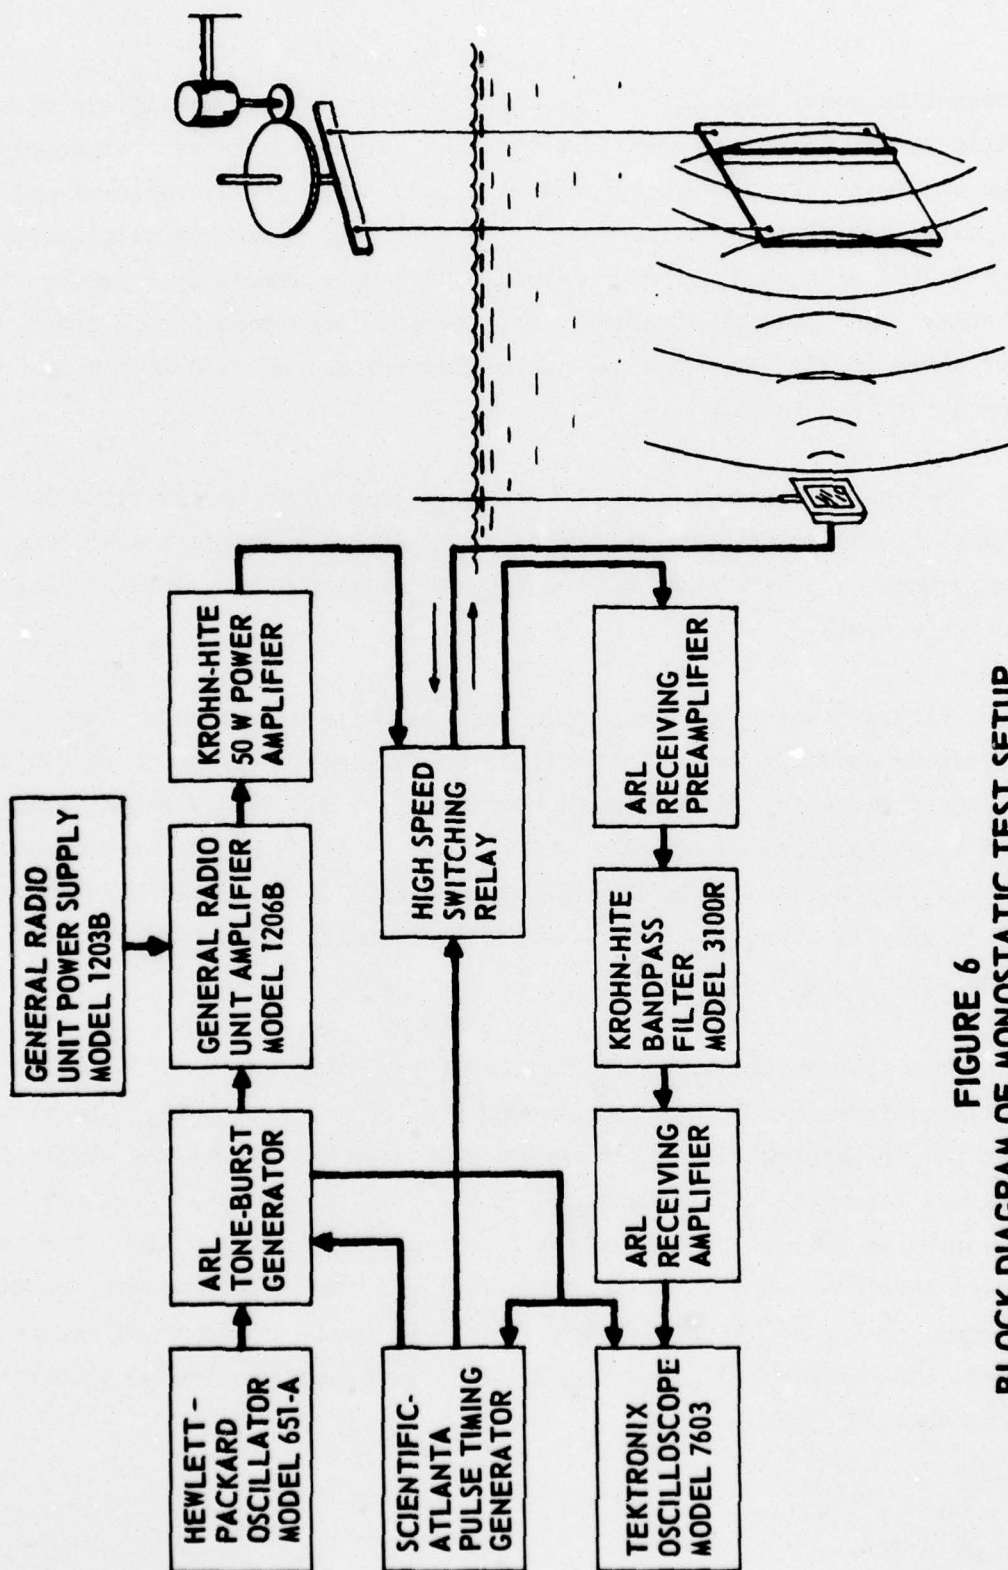 GENERAL RADIO
UNIT POWER SUPPLY
MODEL 1203B
HEWLETT-
PACKARD
OSCILLATOR
MODEL 651-A
ARL
TONE-BURST
GENERATOR
GENERAL RADIO
UNIT AMPLIFIER
MODEL 1206B
KROHN-HITE
50 W POWER
AMPLIFIER
SCIENTIFIC-
ATLANTA
PULSE TIMING
GENERATOR
HIGH SPEED
SWITCHING
RELAY
TEKTRONIX
OSCILLOSCOPE
MODEL 7603
ARL
RECEIVING
AMPLIFIER
KROHN-HITE
BANDPASS
FILTER
MODEL 3100R
ARL
RECEIVING
PREAMPLIFIER
FIGURE 6
BLOCK DIAGRAM OF MONOSTATIC TEST SETUP